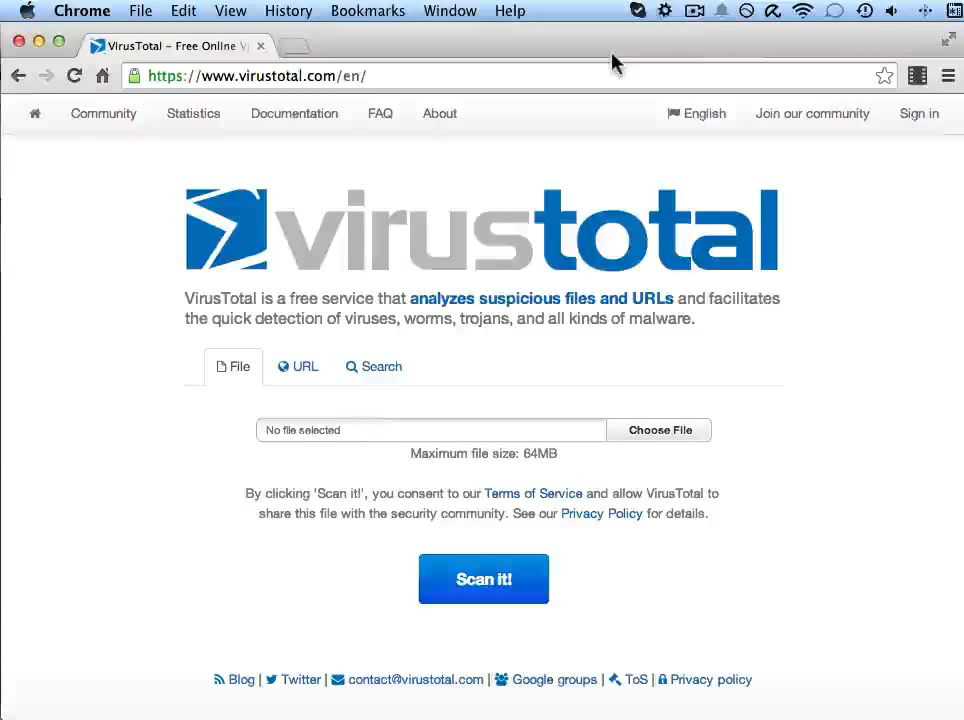 Chrome File Edit View History Bookmarks Window Help
VirusTotal – Free Online V
https://www.virustotal.com/en/
Community Statistics Documentation FAQ About English Join our community Sign in
virustotal
VirusTotal is a free service that analyzes suspicious files and URLs and facilitates
the quick detection of viruses, worms, trojans, and all kinds of malware.
File URL Search
No file selected Choose File
Maximum file size: 64MB
By clicking 'Scan it!', you consent to our Terms of Service and allow VirusTotal to
share this file with the security community. See our Privacy Policy for details.
Scan it!
Blog | Twitter | contact@virustotal.com | Google groups | ToS | Privacy policy